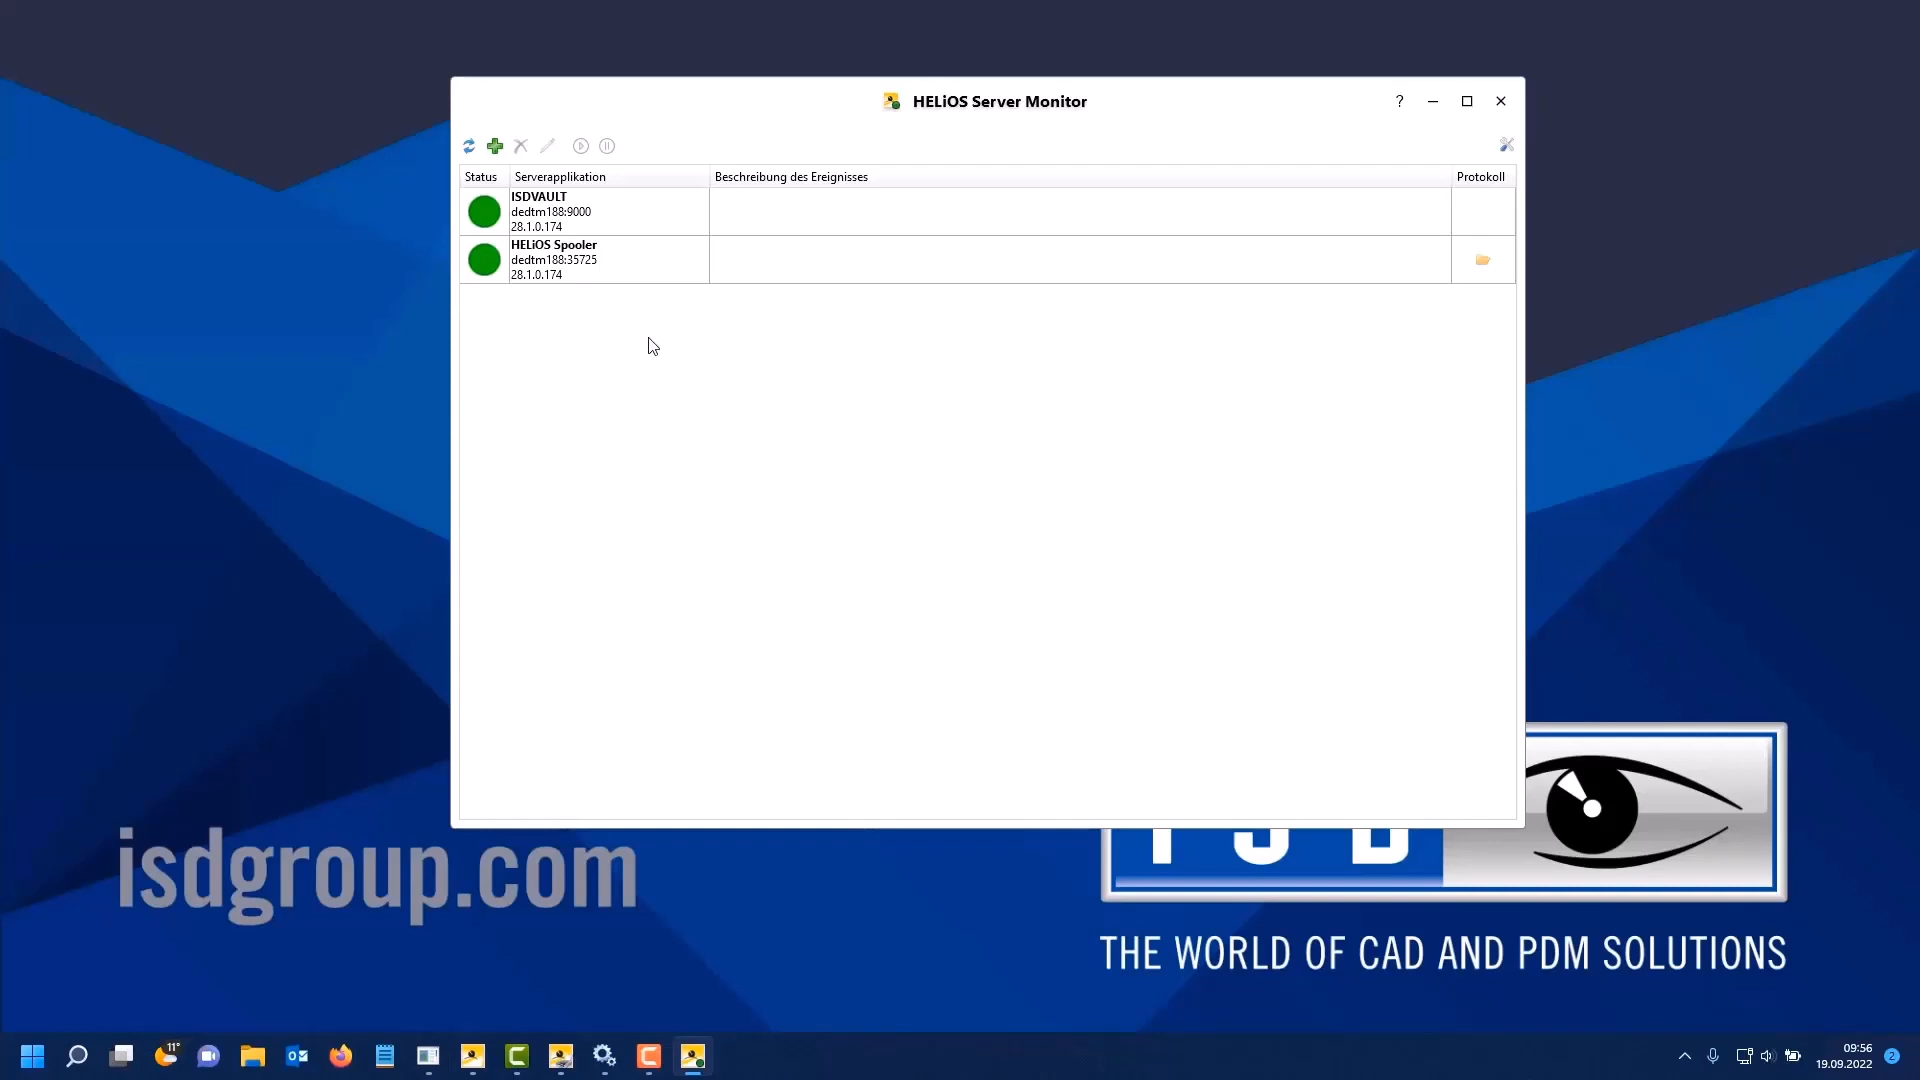 HELiOS Server Monitor
Status Serverapplikation Beschreibung des Ereignisses Protokoll
ISDVAULT
dedtm188:9000
28.1.0.174
HELiOS Spooler
dedtm188:35725
28.1.0.174
isdgroup.com
THE WORLD OF CAD AND PDM SOLUTIONS
11°
09:56
19.09.2022
2